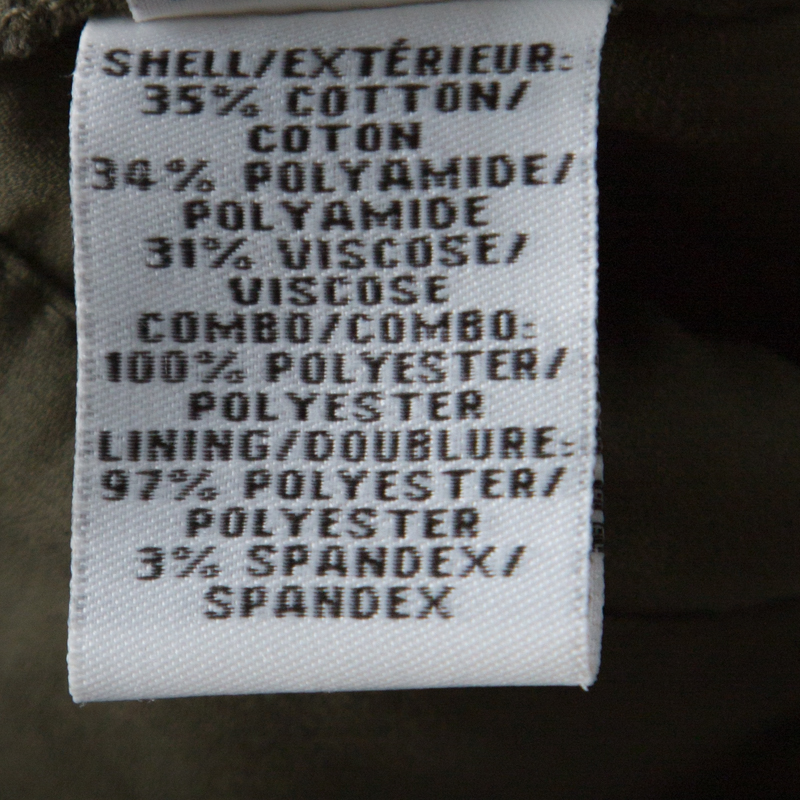 SHELL/EXTÉRIEUR:
35% COTTON/
COTON
34% POLYAMIDE/
POLYAMIDE
31% VISCOSE/
VISCOSE
COMBO/COMBO:
100% POLYESTER/
POLYESTER
LINING/DOUBLURE:
97% POLYESTER/
POLYESTER
3% SPANDEX/
SPANDEX